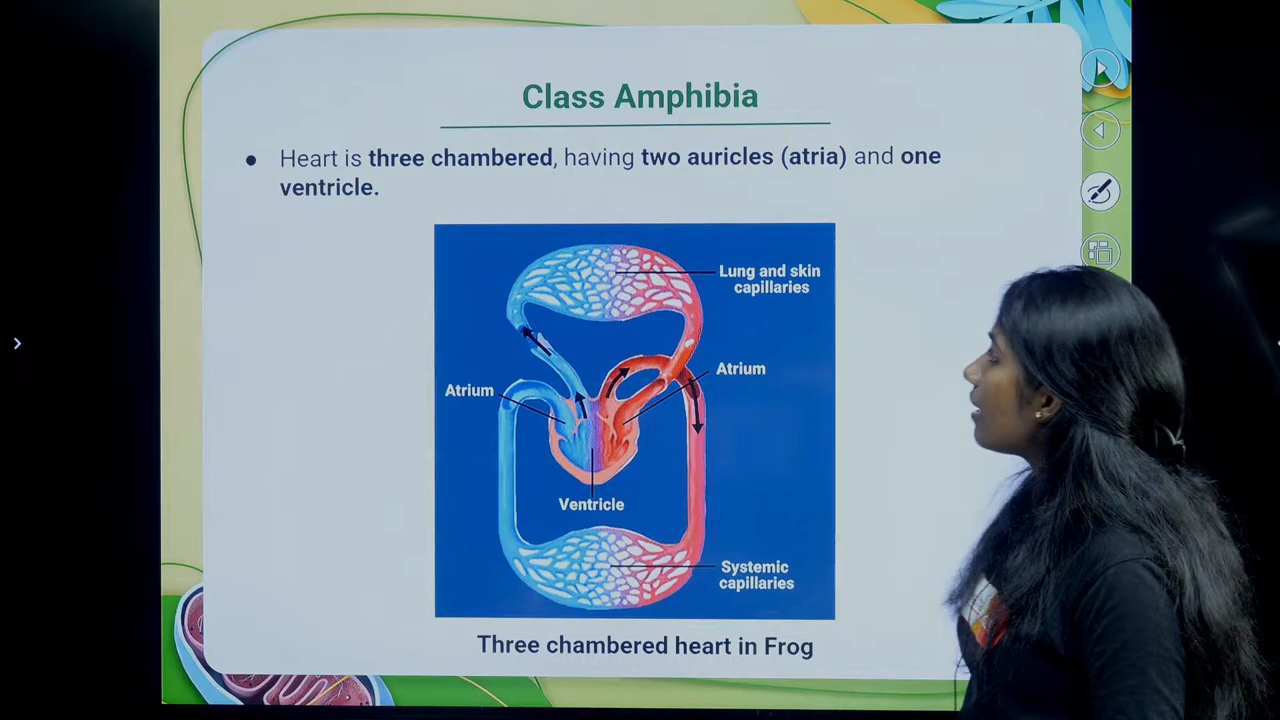 Class Amphibia
● Heart is three chambered, having two auricles (atria) and one
ventricle.
Lung and skin
capillaries
Atrium
Atrium
Ventricle
Systemic
capillaries
Three chambered heart in Frog